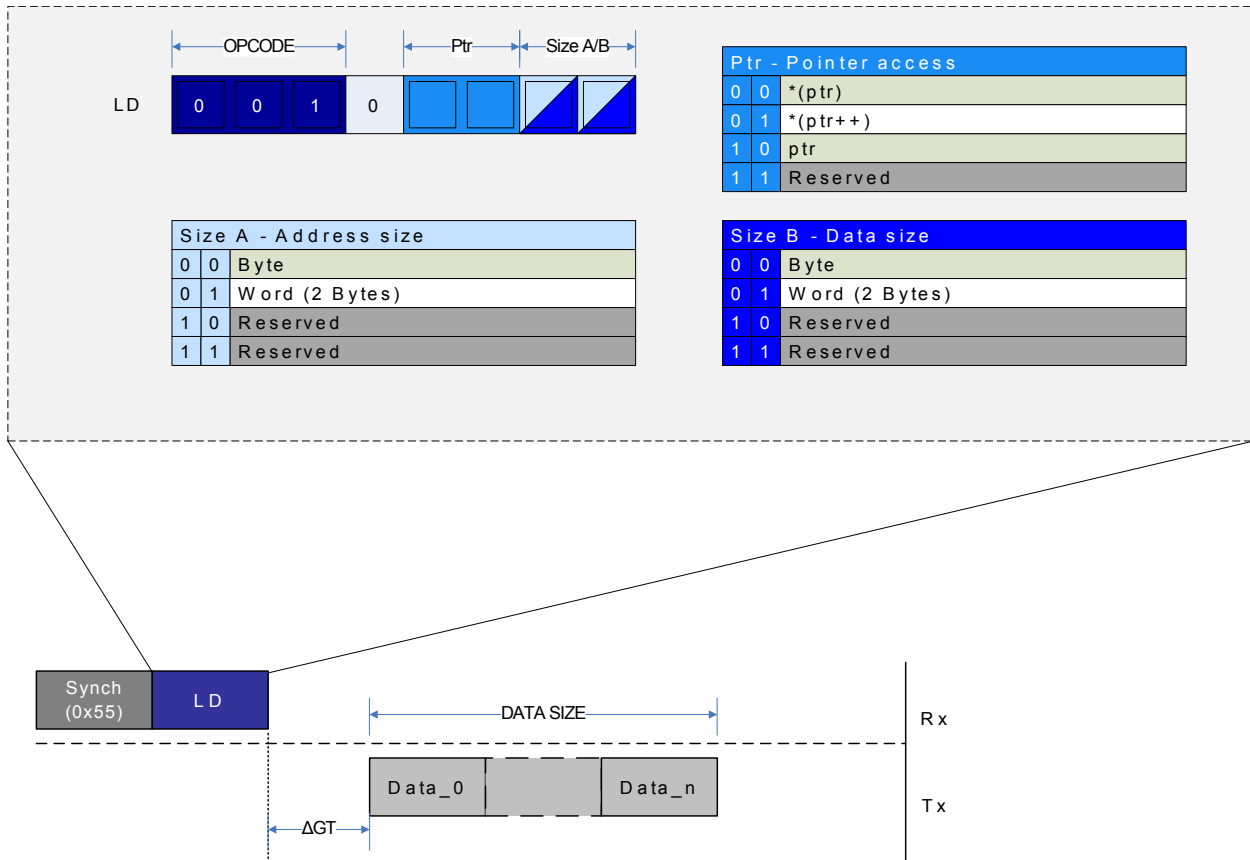 OPCODE Ptr Size A/B
LD 0 0 1 0
Ptr - Pointer access
0 0 *(ptr)
0 1 *(ptr++)
1 0 ptr
1 1 Reserved
Size A - Address size
0 0 Byte
0 1 Word (2 Bytes)
1 0 Reserved
1 1 Reserved
Size B - Data size
0 0 Byte
0 1 Word (2 Bytes)
1 0 Reserved
1 1 Reserved
Synch
(0x55)
LD
DATA SIZE
Rx
Data_0 Data_n
Tx
ΔGT